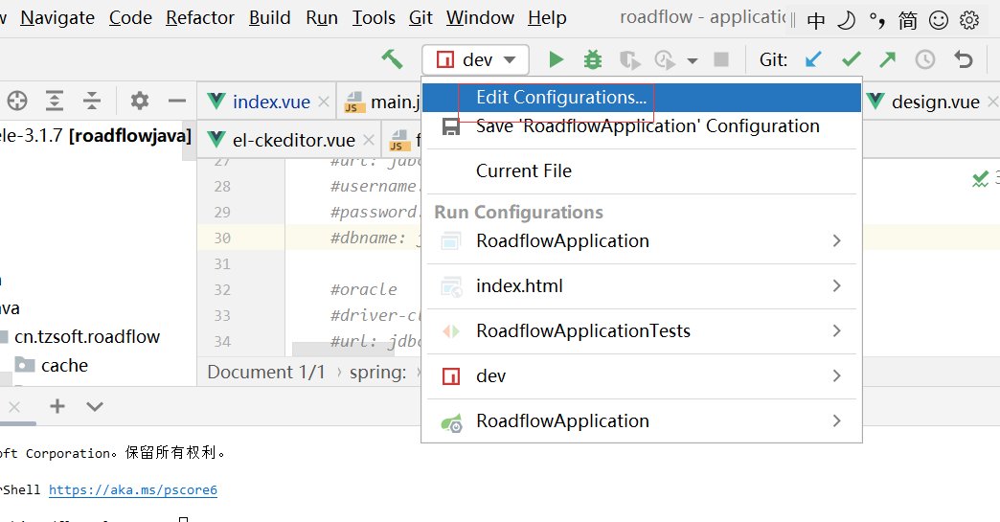 Navigate Code Refactor Build Run Tools Git Window Help roadflow - applicatic 中 简
dev Git:
index.vue main.j design.vue
ele-3.1.7 [roadflowjava]
el-ckeditor.vue
Edit Configurations...
Save 'RoadflowApplication' Configuration
Current File
Run Configurations
RoadflowApplication
index.html
RoadflowApplicationTests
dev
RoadflowApplication
27 #url: jdbc
28 #username:
29 #password:
30 #dbname: j
31
32 #oracle
33 #driver-cl
34 #url: jdbc
cn.tzsoft.roadflow
cache
Document 1/1 › spring: ›
oft Corporation。保留所有权利。
rShell https://aka.ms/pscore6